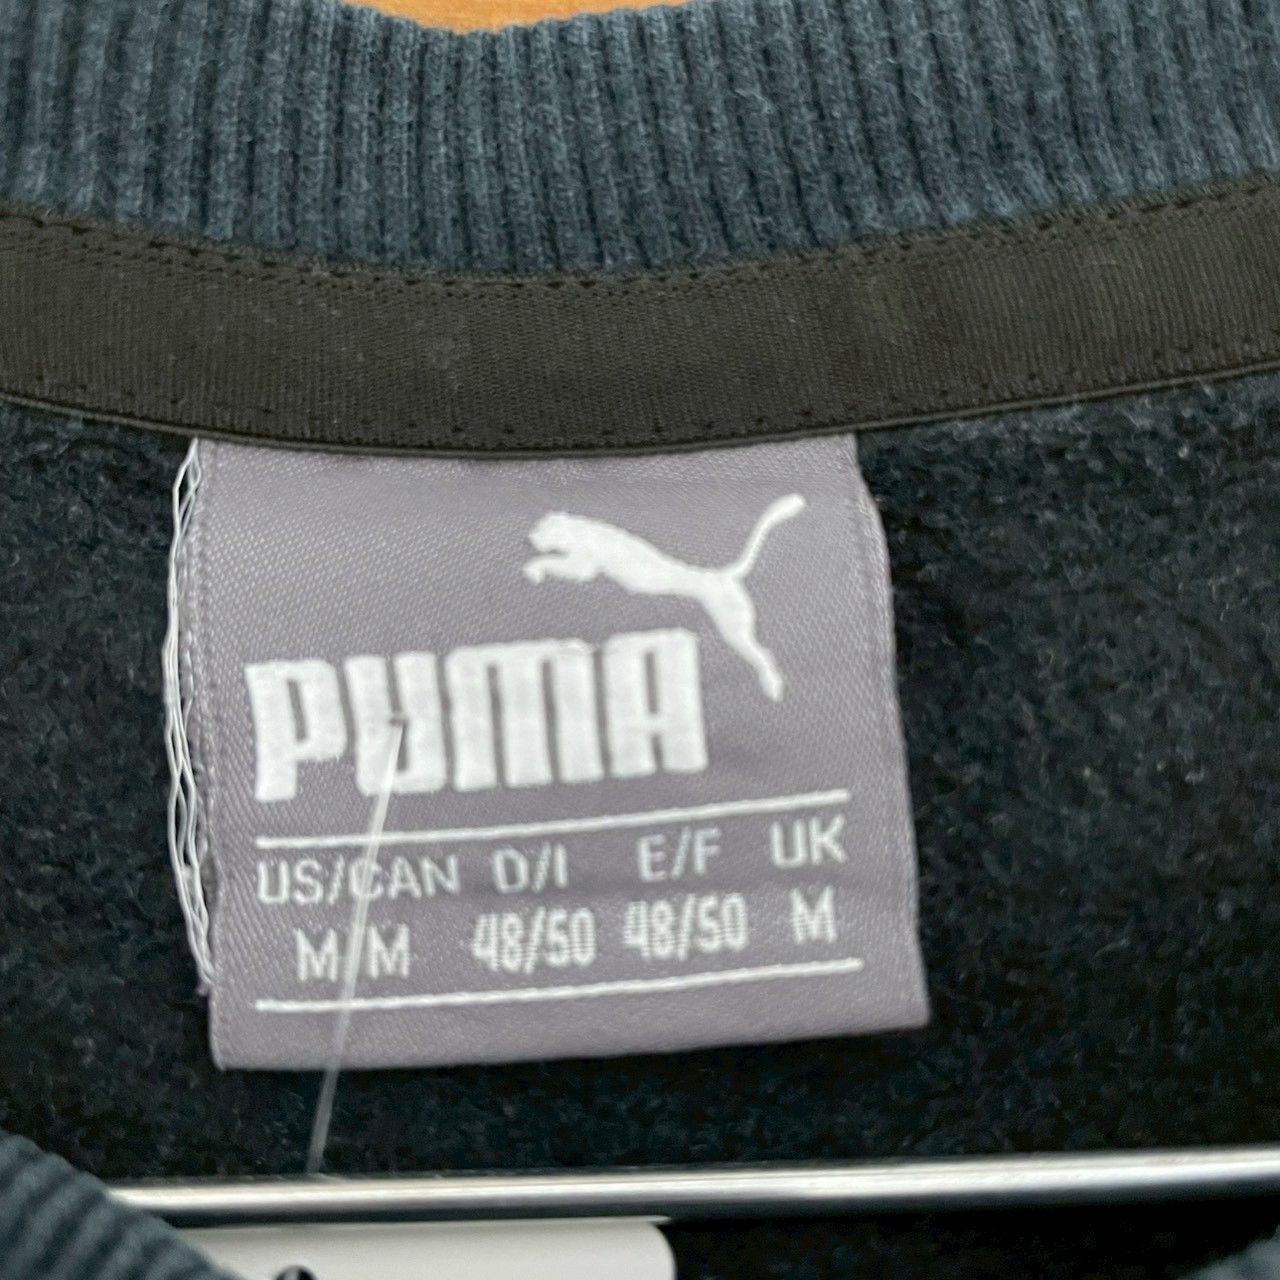 PUMA
US/CAN D/I E/F UK
M/M 48/50 48/50 M